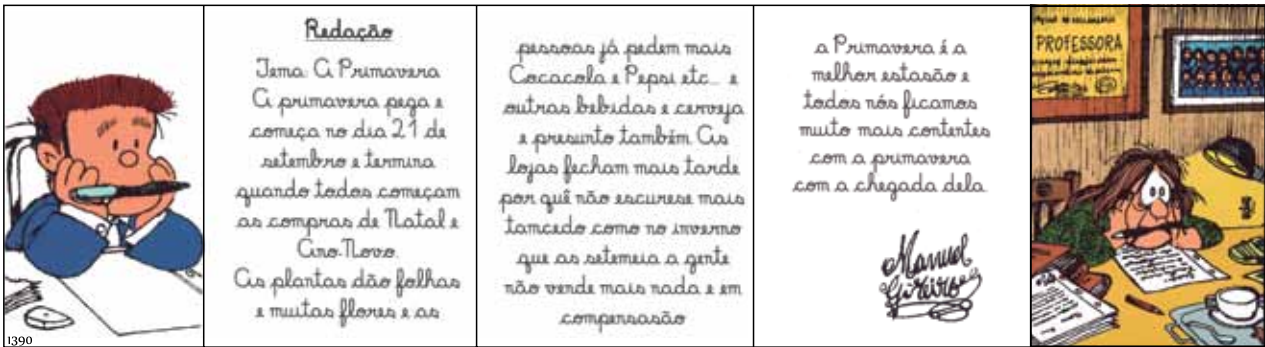 1390
Redação
Tema: A Primavera
A primavera pega e
começa no dia 21 de
setembro e termina
quando todos começam
as compras de Natal e
Ano-Novo.
As plantas dão folhas
e muitas flores e as
pessoas já pedem mais
Cocacola e Pepsi etc... e
outras bebidas e cerveja
e presunto também. As
lojas fecham mais tarde
por quê não escurese mais
tamcedo como no inverno
que as setemeia a gente
não vende mais nada e em
compensasão
a Primavera é a
melhor estasão e
todos nós ficamos
muito mais contentes
com a primavera
com a chegada dela
Manuel
PROFESSORA